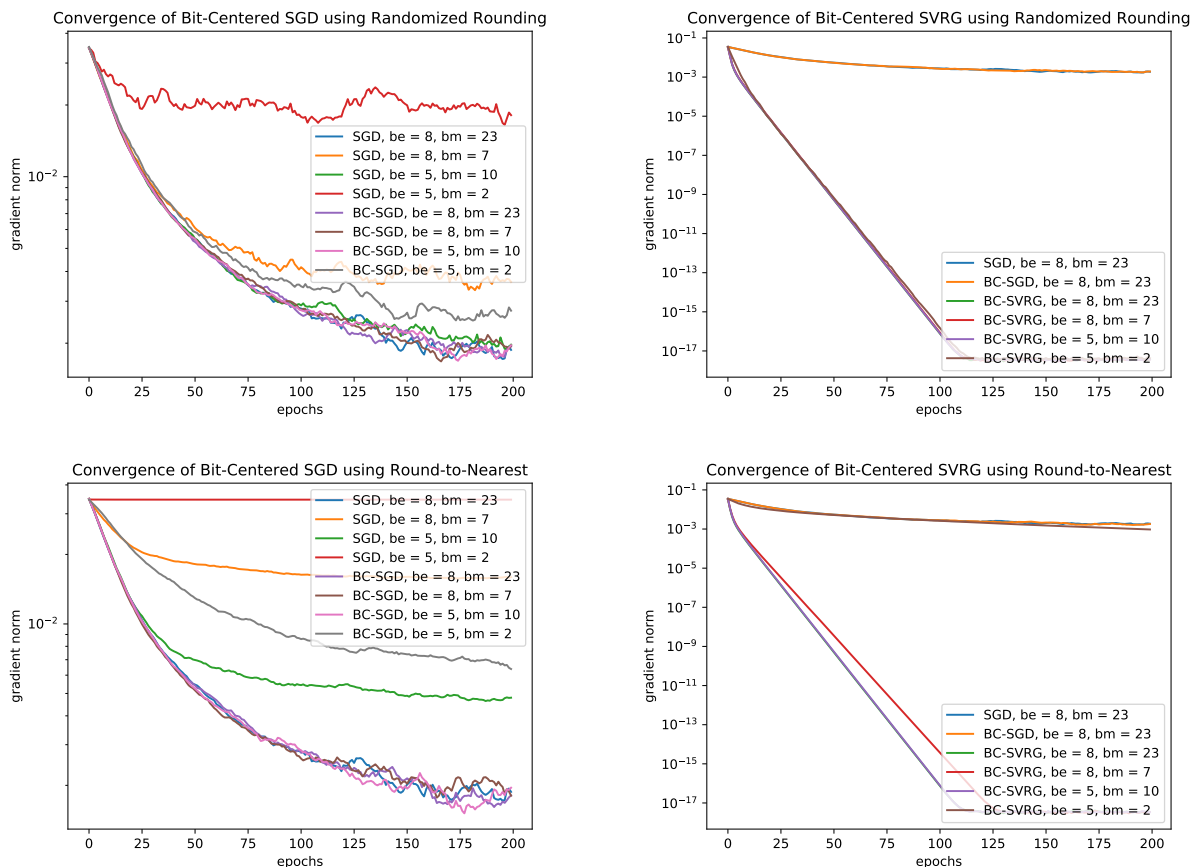 Convergence of Bit-Centered SGD using Randomized Rounding
gradient norm
10⁻²
SGD, be = 8, bm = 23
SGD, be = 8, bm = 7
SGD, be = 5, bm = 10
SGD, be = 5, bm = 2
BC-SGD, be = 8, bm = 23
BC-SGD, be = 8, bm = 7
BC-SGD, be = 5, bm = 10
BC-SGD, be = 5, bm = 2
0 25 50 75 100 125 150 175 200
epochs
Convergence of Bit-Centered SVRG using Randomized Rounding
gradient norm
10⁻¹
10⁻³
10⁻⁵
10⁻⁷
10⁻⁹
10⁻¹¹
10⁻¹³
10⁻¹⁵
10⁻¹⁷
SGD, be = 8, bm = 23
BC-SGD, be = 8, bm = 23
BC-SVRG, be = 8, bm = 23
BC-SVRG, be = 8, bm = 7
BC-SVRG, be = 5, bm = 10
BC-SVRG, be = 5, bm = 2
0 25 50 75 100 125 150 175 200
epochs
Convergence of Bit-Centered SGD using Round-to-Nearest
gradient norm
10⁻²
SGD, be = 8, bm = 23
SGD, be = 8, bm = 7
SGD, be = 5, bm = 10
SGD, be = 5, bm = 2
BC-SGD, be = 8, bm = 23
BC-SGD, be = 8, bm = 7
BC-SGD, be = 5, bm = 10
BC-SGD, be = 5, bm = 2
0 25 50 75 100 125 150 175 200
epochs
Convergence of Bit-Centered SVRG using Round-to-Nearest
gradient norm
10⁻¹
10⁻³
10⁻⁵
10⁻⁷
10⁻⁹
10⁻¹¹
10⁻¹³
10⁻¹⁵
10⁻¹⁷
SGD, be = 8, bm = 23
BC-SGD, be = 8, bm = 23
BC-SVRG, be = 8, bm = 23
BC-SVRG, be = 8, bm = 7
BC-SVRG, be = 5, bm = 10
BC-SVRG, be = 5, bm = 2
0 25 50 75 100 125 150 175 200
epochs